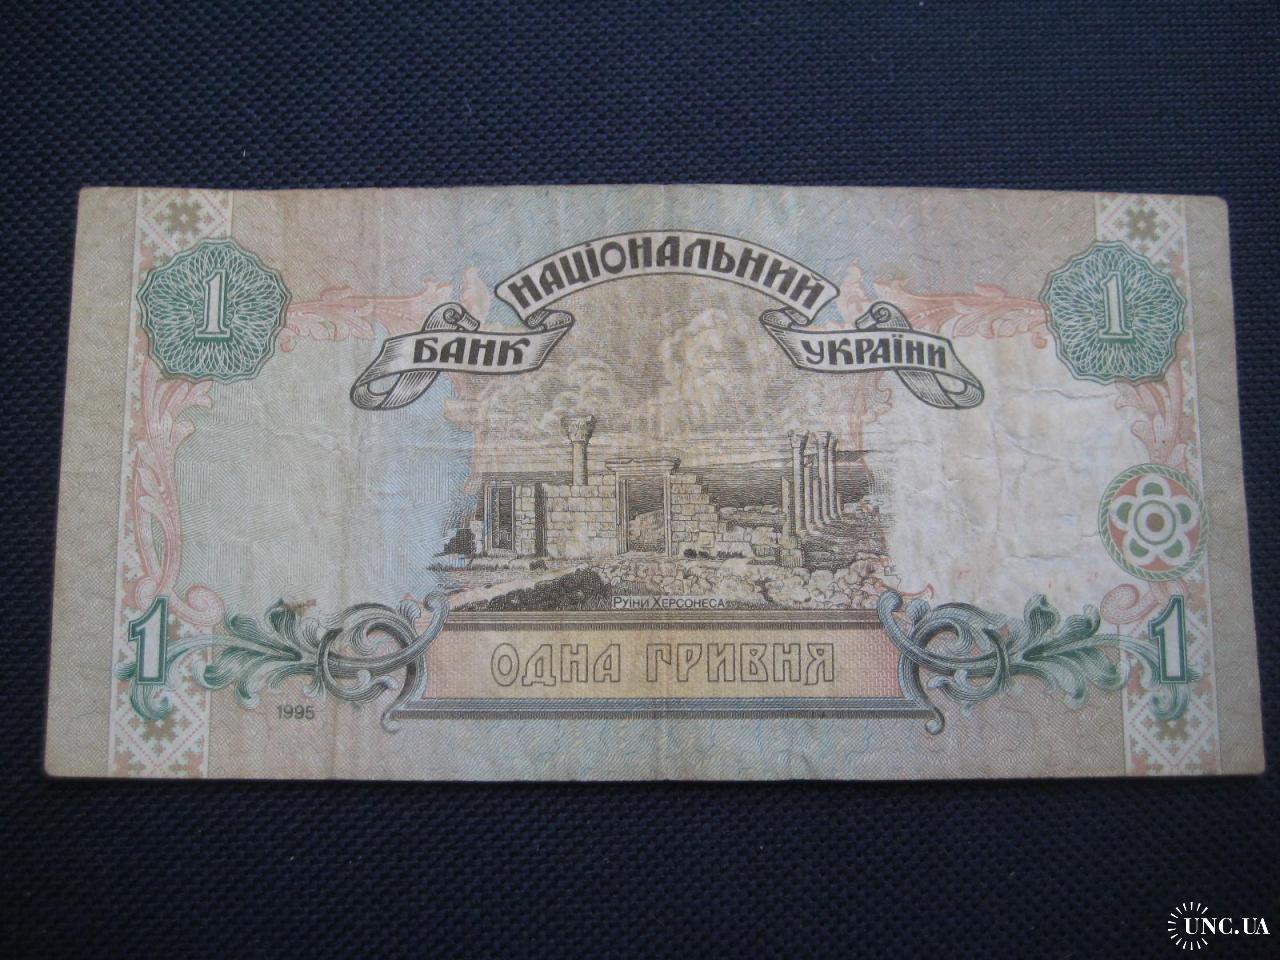 НАЦІОНАЛЬНИЙ
БАНК УКРАЇНИ
1 1
РУЇНИ ХЕРСОНЕСА
ОДНА ГРИВНЯ
1 1
1995
UNC.UA